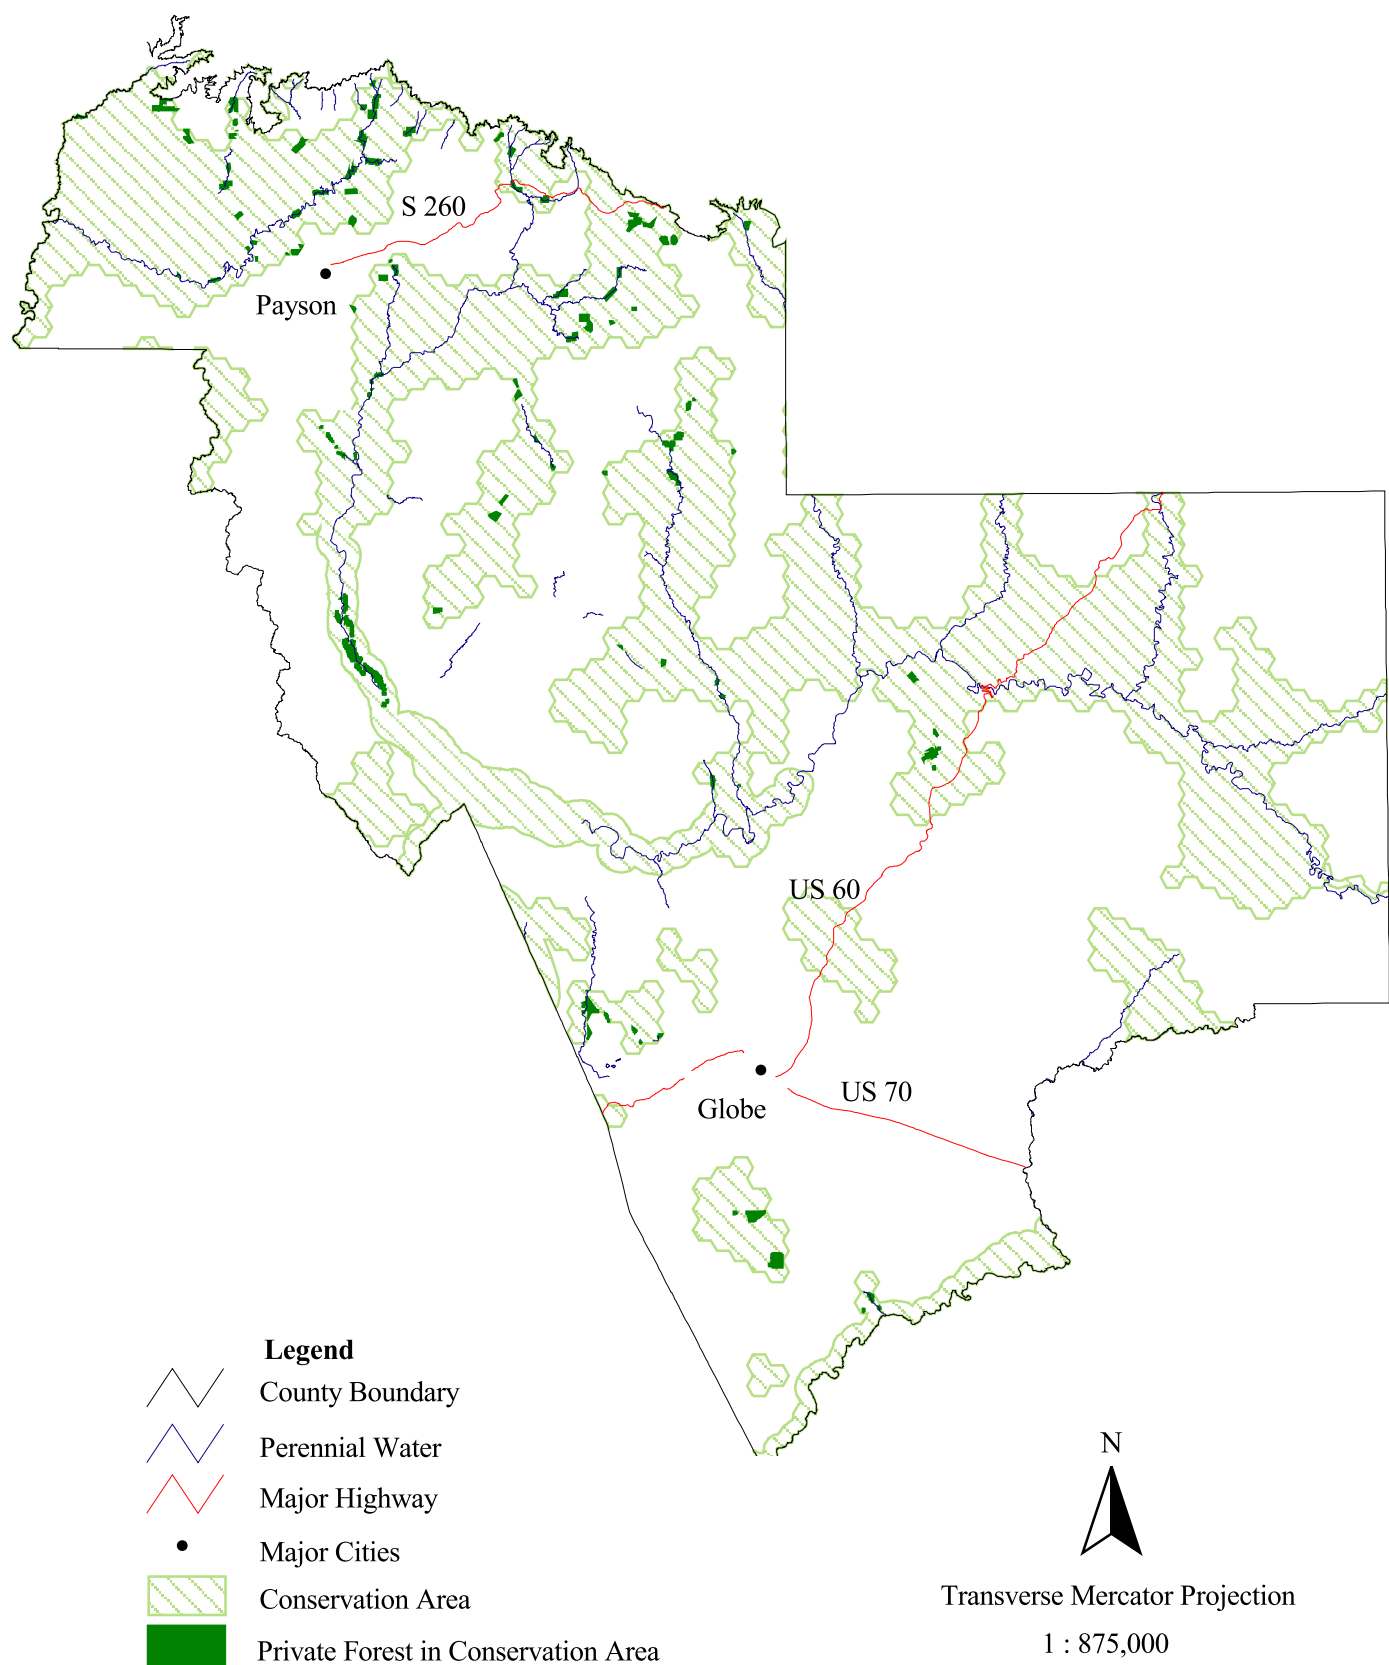 S 260
Payson
US 60
US 70
Globe
Legend
County Boundary
Perennial Water
Major Highway
Major Cities
Conservation Area
Private Forest in Conservation Area
N
Transverse Mercator Projection
1 : 875,000